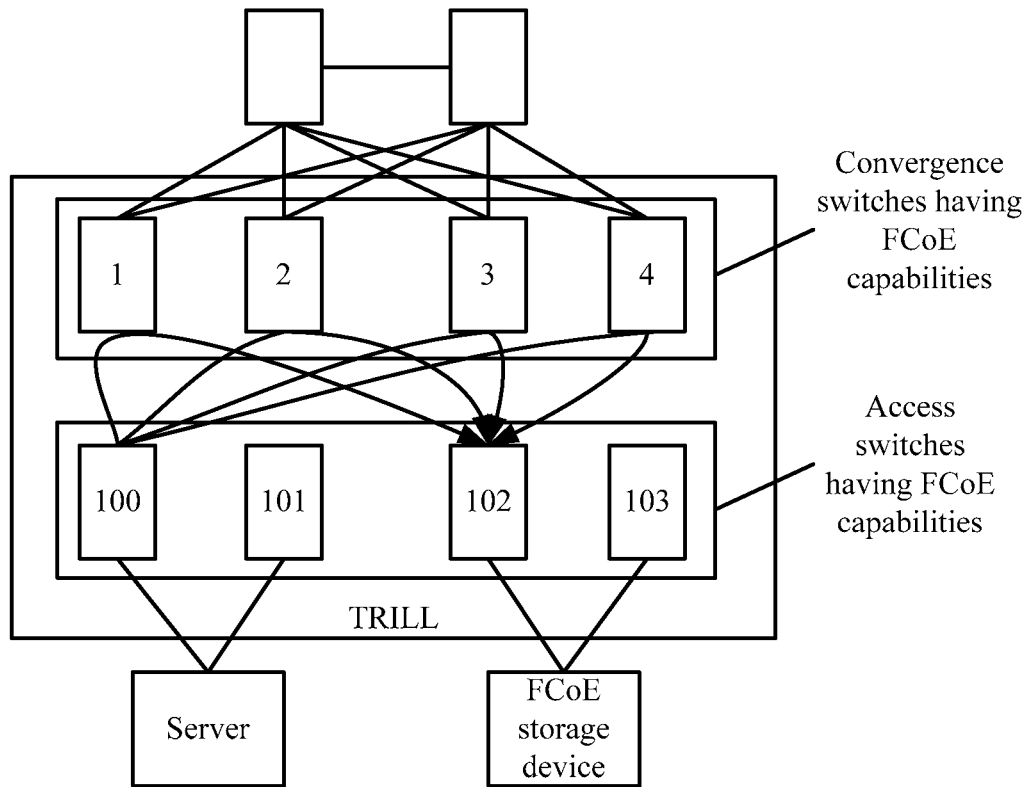 Convergence
switches having
FCoE
capabilities
1
2
3
4
Access
switches
having FCoE
capabilities
100
101
102
103
TRILL
Server
FCoE
storage
device